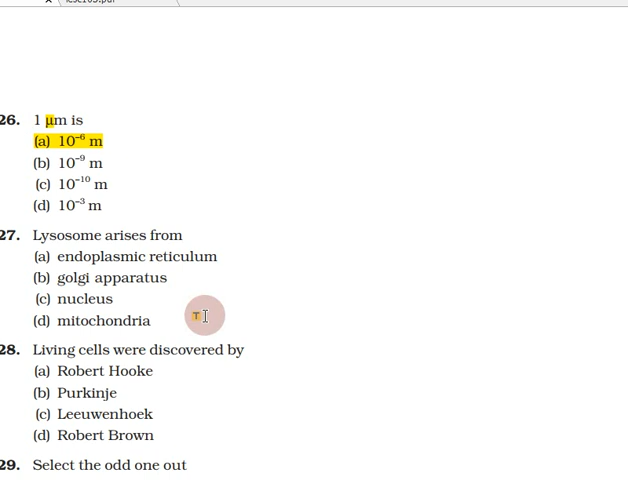 26. 1 µm is
(a) 10⁻⁶ m
(b) 10⁻⁹ m
(c) 10⁻¹⁰ m
(d) 10⁻³ m
27. Lysosome arises from
(a) endoplasmic reticulum
(b) golgi apparatus
(c) nucleus
(d) mitochondria
28. Living cells were discovered by
(a) Robert Hooke
(b) Purkinje
(c) Leeuwenhoek
(d) Robert Brown
29. Select the odd one out